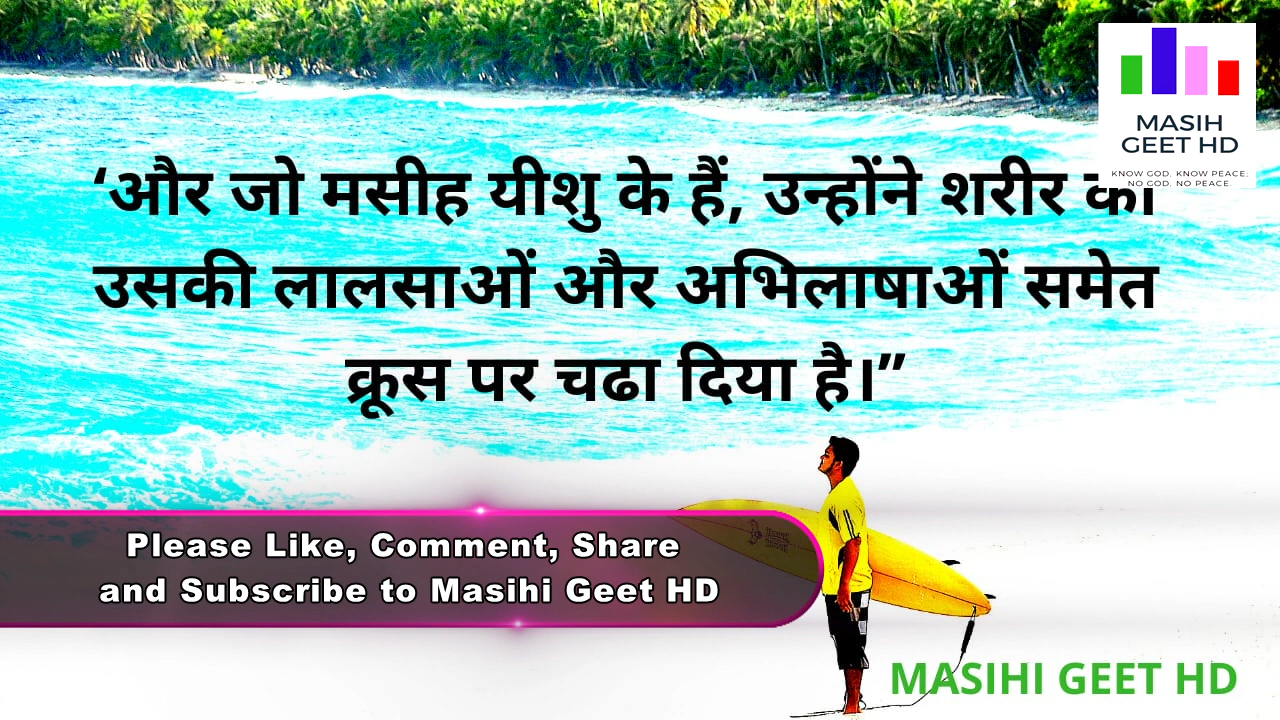 MASIH
GEET HD
KNOW GOD, KNOW PEACE;
NO GOD, NO PEACE.
‘और जो मसीह यीशु के हैं, उन्होंने शरीर को
उसकी लालसाओं और अभिलाषाओं समेत
क्रूस पर चढा दिया है।”
Please Like, Comment, Share
and Subscribe to Masihi Geet HD
MASIHI GEET HD